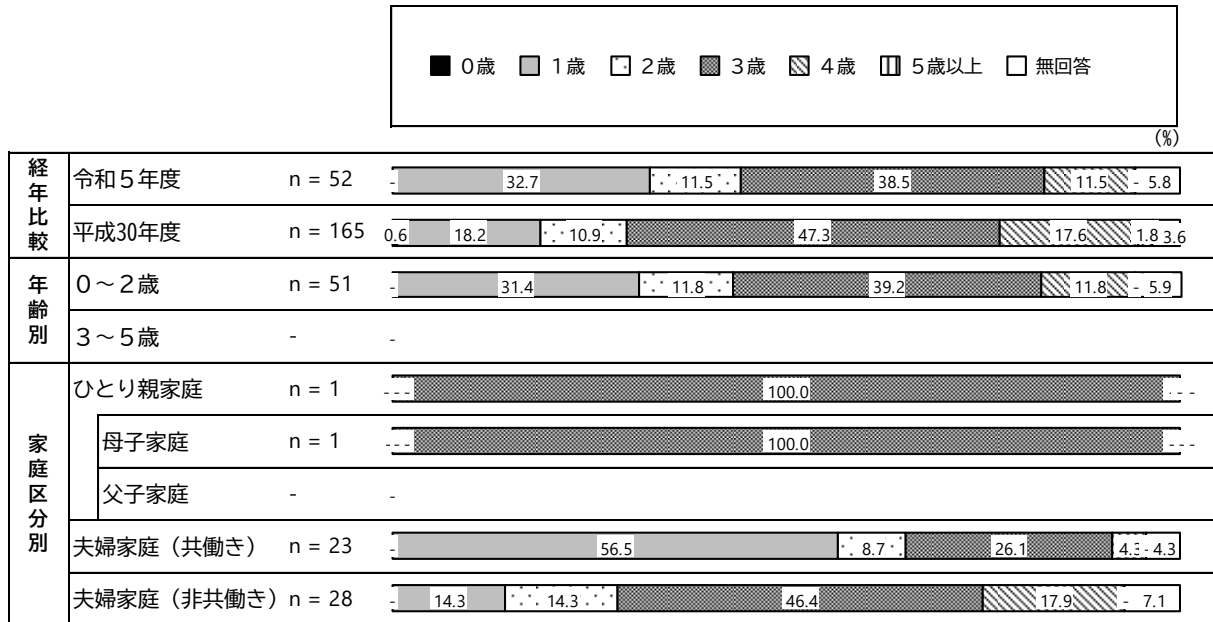 ０歳 １歳 ２歳 ３歳 ４歳 ５歳以上 無回答
(%)
経年比較
令和５年度 n = 52 - 32.7 11.5 38.5 11.5 - 5.8
平成30年度 n = 165 0.6 18.2 10.9 47.3 17.6 1.8 3.6
年齢別
０～２歳 n = 51 - 31.4 11.8 39.2 11.8 - 5.9
３～５歳 - -
家庭区分別
ひとり親家庭 n = 1 - - - 100.0 - - -
母子家庭 n = 1 - - - 100.0 - - -
父子家庭 - -
夫婦家庭（共働き） n = 23 - 56.5 8.7 26.1 4.3 - 4.3
夫婦家庭（非共働き） n = 28 - 14.3 14.3 46.4 17.9 - 7.1